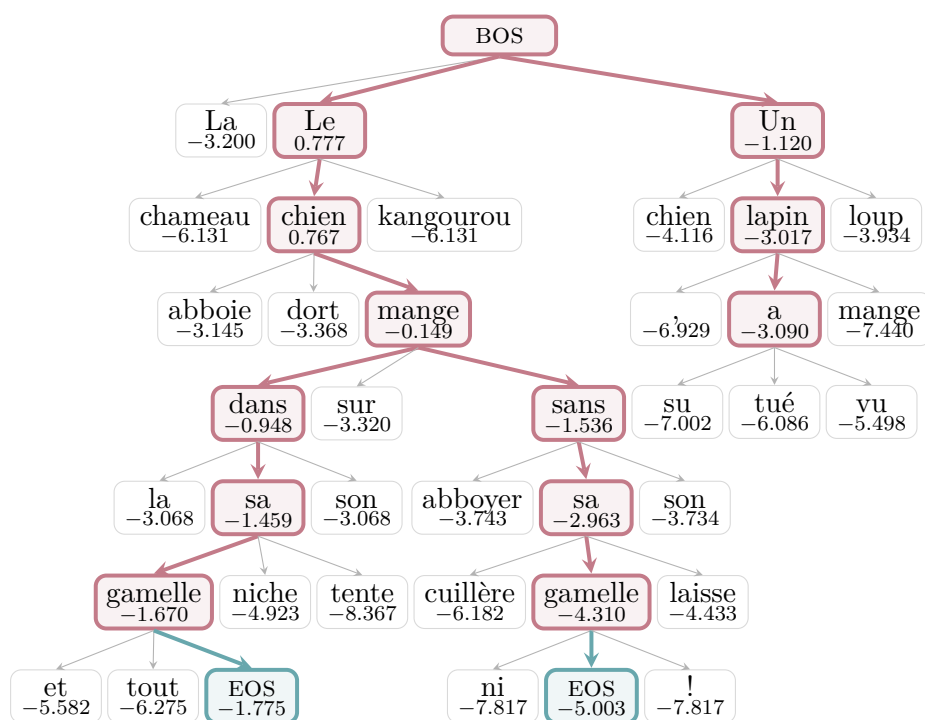 BOS
La Le Un
−3.200 0.777 −1.120
chameau chien kangourou chien lapin loup
−6.131 0.767 −6.131 −4.116 −3.017 −3.934
abboie dort mange , a mange
−3.145 −3.368 −0.149 −6.929 −3.090 −7.440
dans sur sans su tué vu
−0.948 −3.320 −1.536 −7.002 −6.086 −5.498
la sa son abboyer sa son
−3.068 −1.459 −3.068 −3.743 −2.963 −3.734
gamelle niche tente cuillère gamelle laisse
−1.670 −4.923 −8.367 −6.182 −4.310 −4.433
et tout EOS ni EOS !
−5.582 −6.275 −1.775 −7.817 −5.003 −7.817